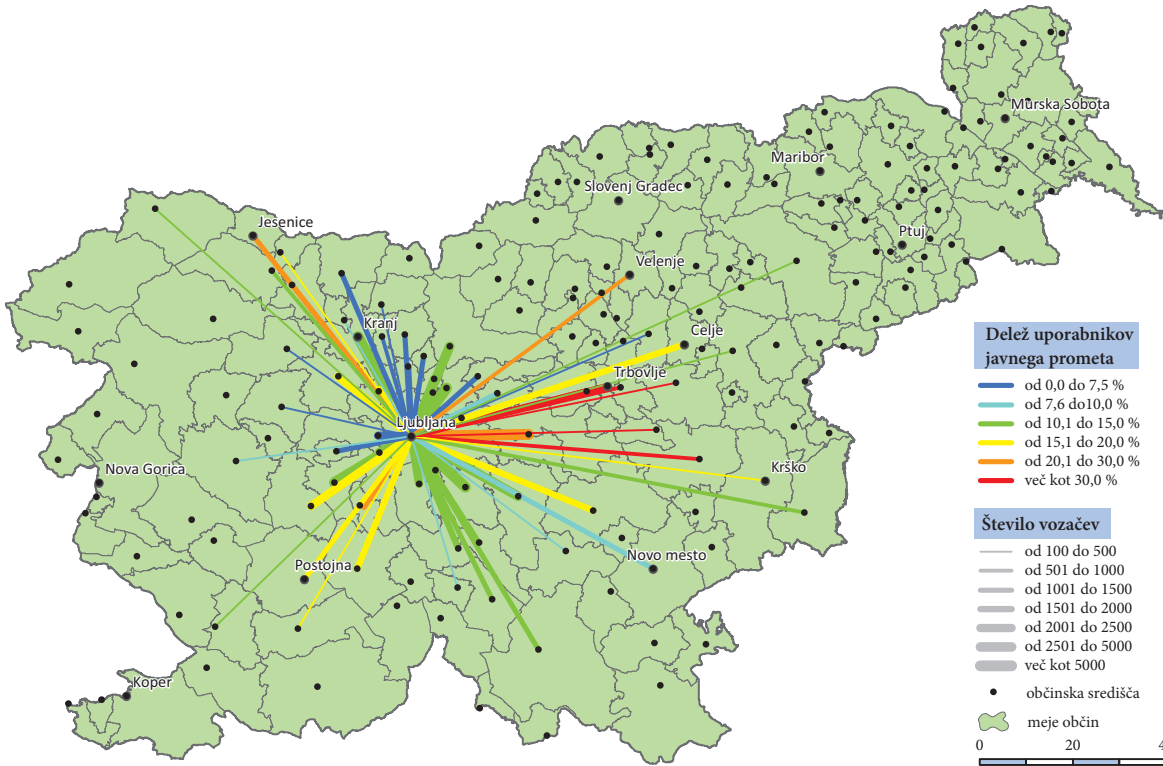 Murska Sobota
Maribor
Slovenj Gradec
Jesenice
Ptuj
Velenje
Kranj
Celje
Trbovlje
Ljubljana
Nova Gorica
Krško
Novo mesto
Postojna
Koper
Delež uporabnikov
javnega prometa
od 0,0 do 7,5 %
od 7,6 do10,0 %
od 10,1 do 15,0 %
od 15,1 do 20,0 %
od 20,1 do 30,0 %
več kot 30,0 %
Število vozačev
od 100 do 500
od 501 do 1000
od 1001 do 1500
od 1501 do 2000
od 2001 do 2500
od 2501 do 5000
več kot 5000
občinska središča
meje občin
0 20 4